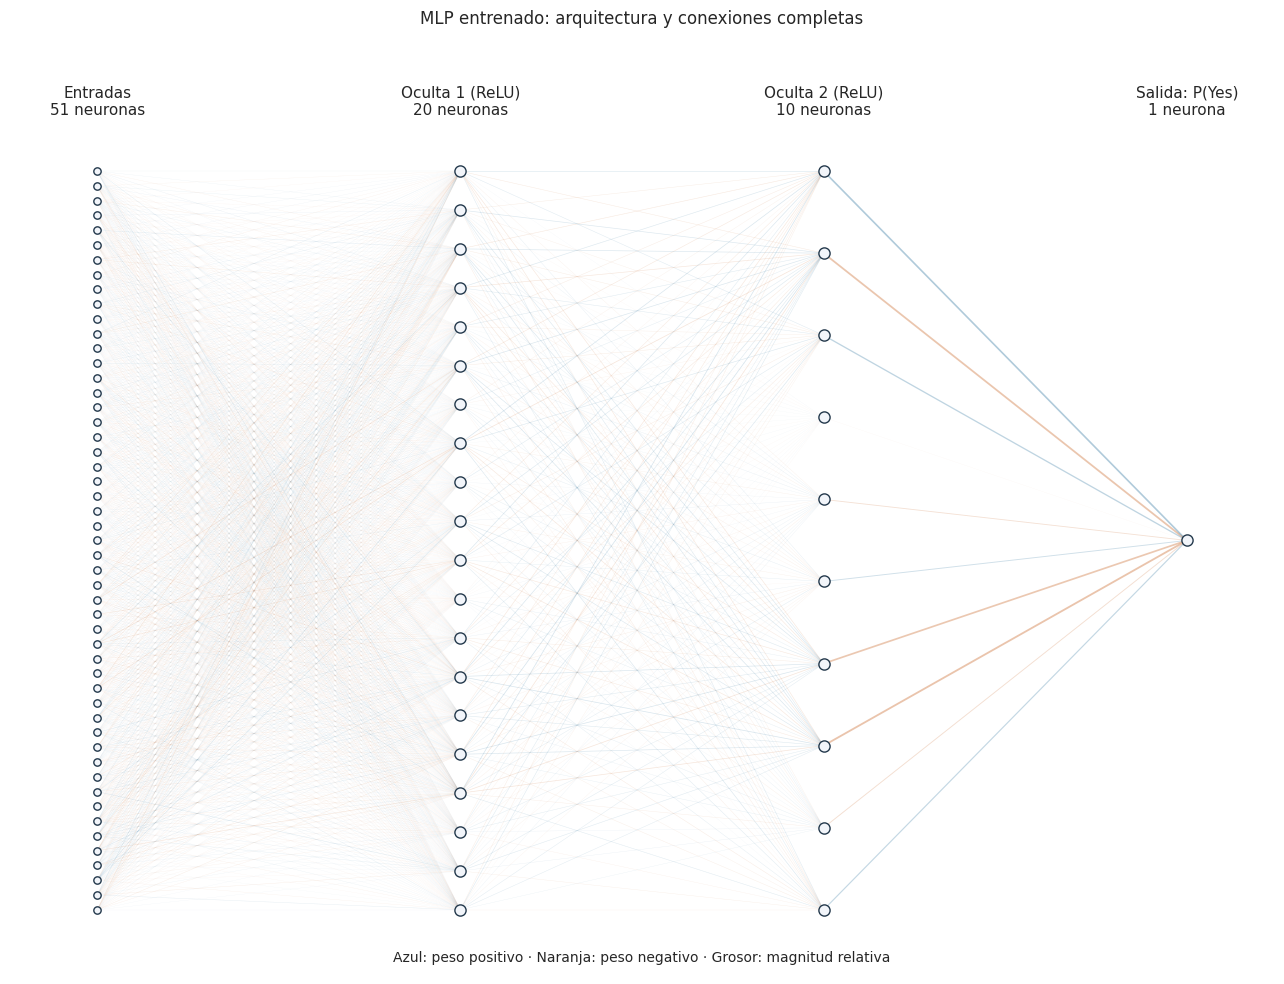 MLP entrenado: arquitectura y conexiones completas
Entradas
51 neuronas
Oculta 1 (ReLU)
20 neuronas
Oculta 2 (ReLU)
10 neuronas
Salida: P(Yes)
1 neurona
Azul: peso positivo · Naranja: peso negativo · Grosor: magnitud relativa